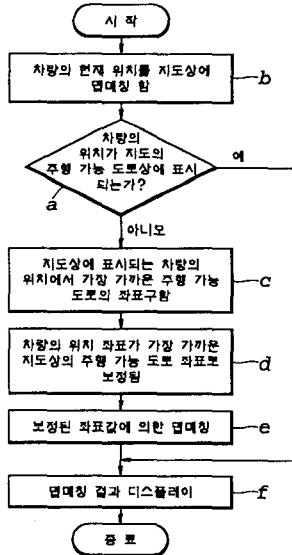 시 작
차량의 현재 위치를 지도상에
맵매칭 함
b
차량의
위치가 지도의
주행 가능 도로상에 표시
되는가?
예
a
아니오
지도상에 표시되는 차량의
위치에서 가장 가까운 주행 가능
도로의 좌표구함
c
차량의 위치 좌표가 가장 가까운
지도상의 주행 가능 도로 좌표로
보정됨
d
보정된 좌표값에 의한 맵매칭
e
맵매칭 결과 디스플레이
f
종 료